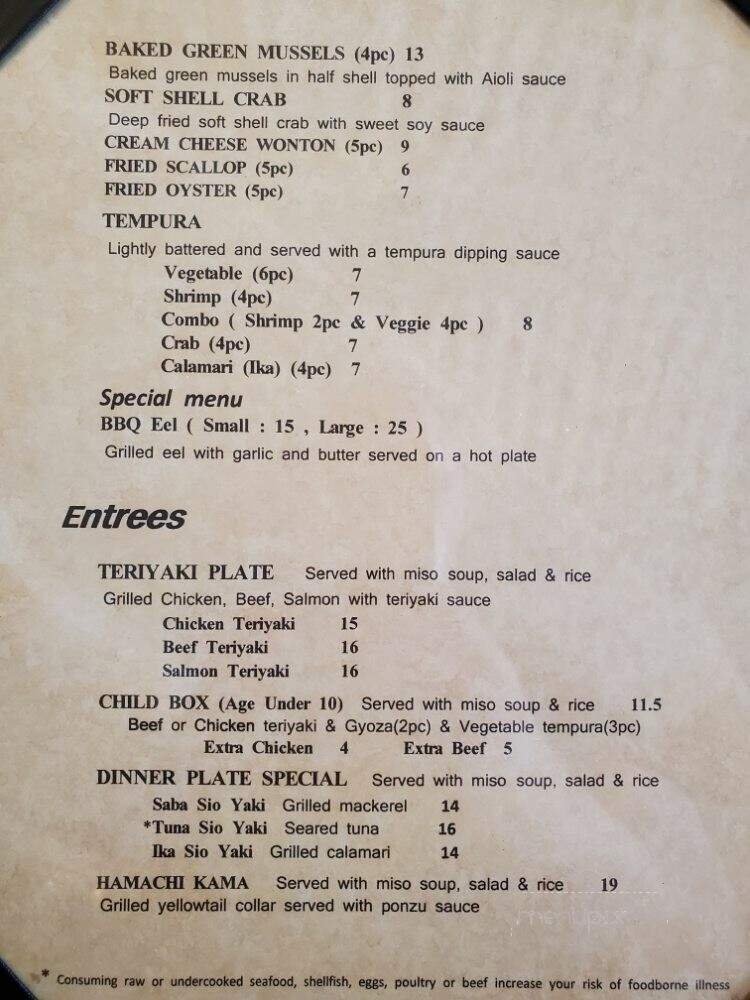 BAKED GREEN MUSSELS (4pc) 13
Baked green mussels in half shell topped with Aioli sauce
SOFT SHELL CRAB 8
Deep fried soft shell crab with sweet soy sauce
CREAM CHEESE WONTON (5pc) 9
FRIED SCALLOP (5pc) 6
FRIED OYSTER (5pc) 7
TEMPURA
Lightly battered and served with a tempura dipping sauce
Vegetable (6pc) 7
Shrimp (4pc) 7
Combo ( Shrimp 2pc & Veggie 4pc ) 8
Crab (4pc) 7
Calamari (Ika) (4pc) 7
Special menu
BBQ Eel ( Small : 15 , Large : 25 )
Grilled eel with garlic and butter served on a hot plate
Entrees
TERIYAKI PLATE Served with miso soup, salad & rice
Grilled Chicken, Beef, Salmon with teriyaki sauce
Chicken Teriyaki 15
Beef Teriyaki 16
Salmon Teriyaki 16
CHILD BOX (Age Under 10) Served with miso soup & rice 11.5
Beef or Chicken teriyaki & Gyoza(2pc) & Vegetable tempura(3pc)
Extra Chicken 4 Extra Beef 5
DINNER PLATE SPECIAL Served with miso soup, salad & rice
Saba Sio Yaki Grilled mackerel 14
*Tuna Sio Yaki Seared tuna 16
Ika Sio Yaki Grilled calamari 14
HAMACHI KAMA Served with miso soup, salad & rice 19
Grilled yellowtail collar served with ponzu sauce
* Consuming raw or undercooked seafood, shellfish, eggs, poultry or beef increase your risk of foodborne illness